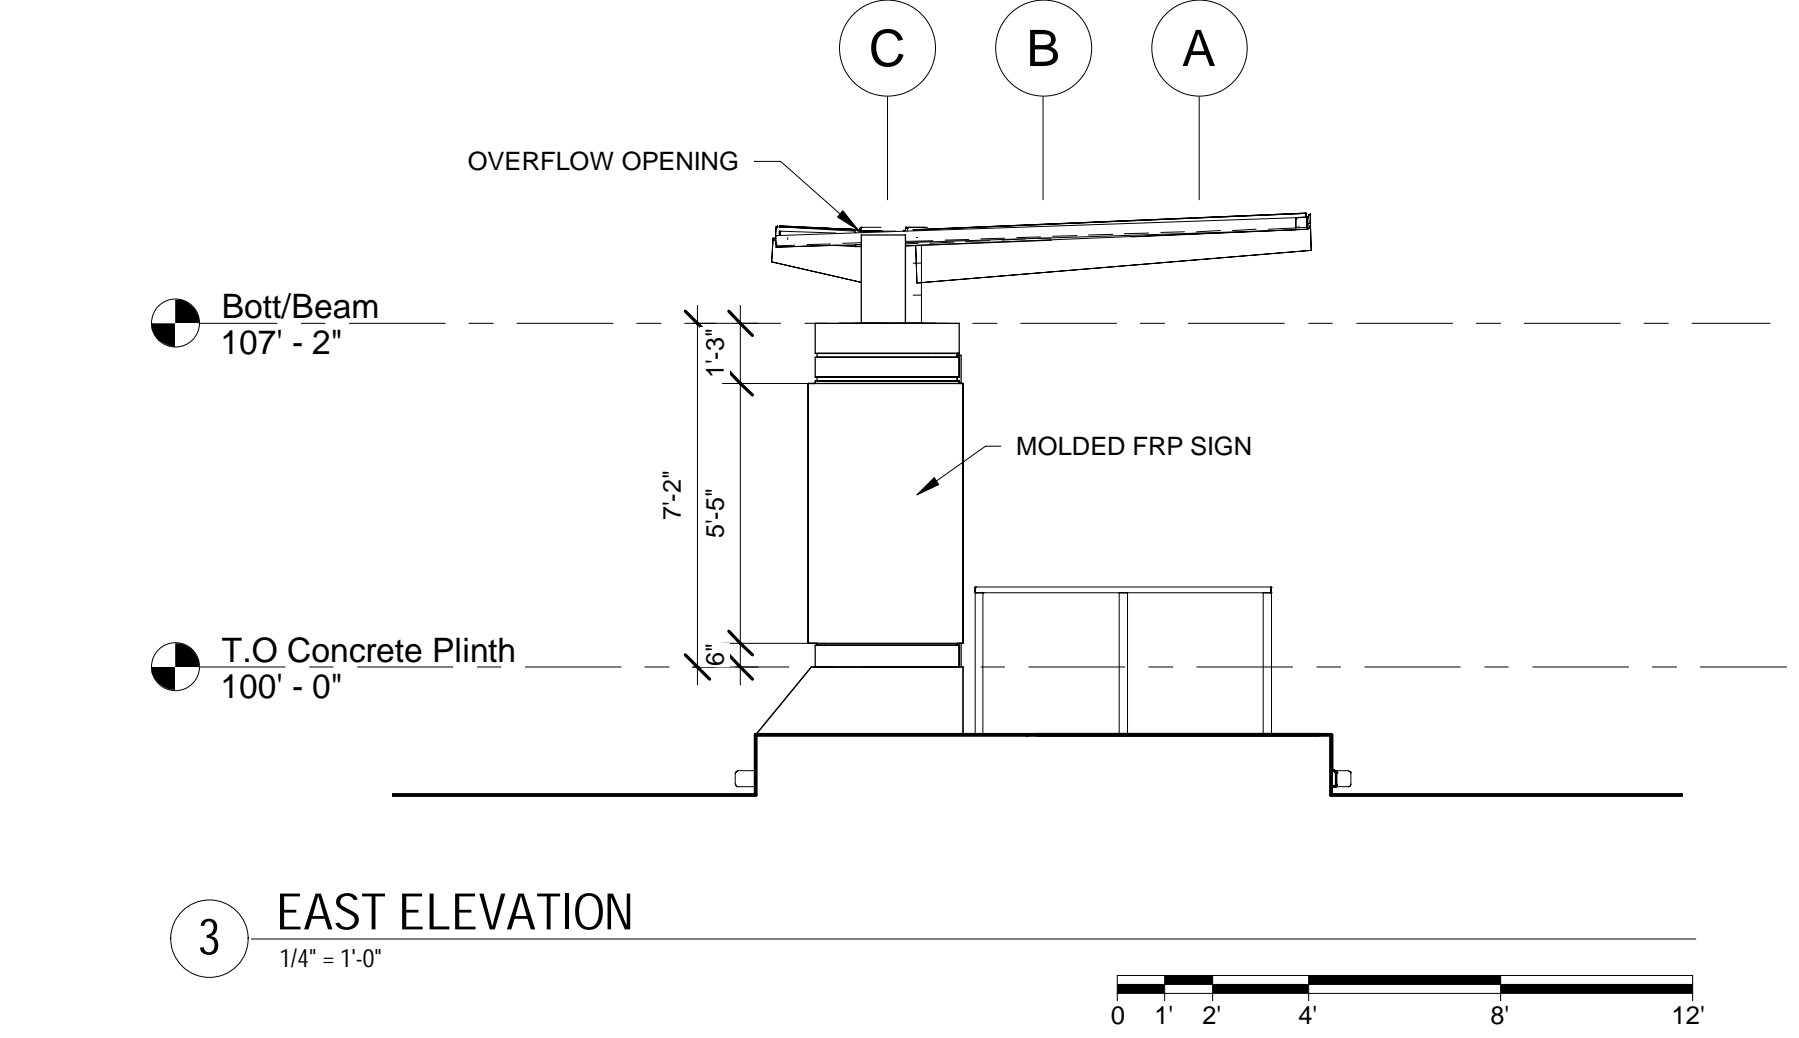 C B A
OVERFLOW OPENING
Bott/Beam
107' - 2"
1'-3"
MOLDED FRP SIGN
7'-2"
5'-5"
6"
T.O Concrete Plinth
100' - 0"
3 EAST ELEVATION
1/4" = 1'-0"
0 1' 2' 4' 8' 12'